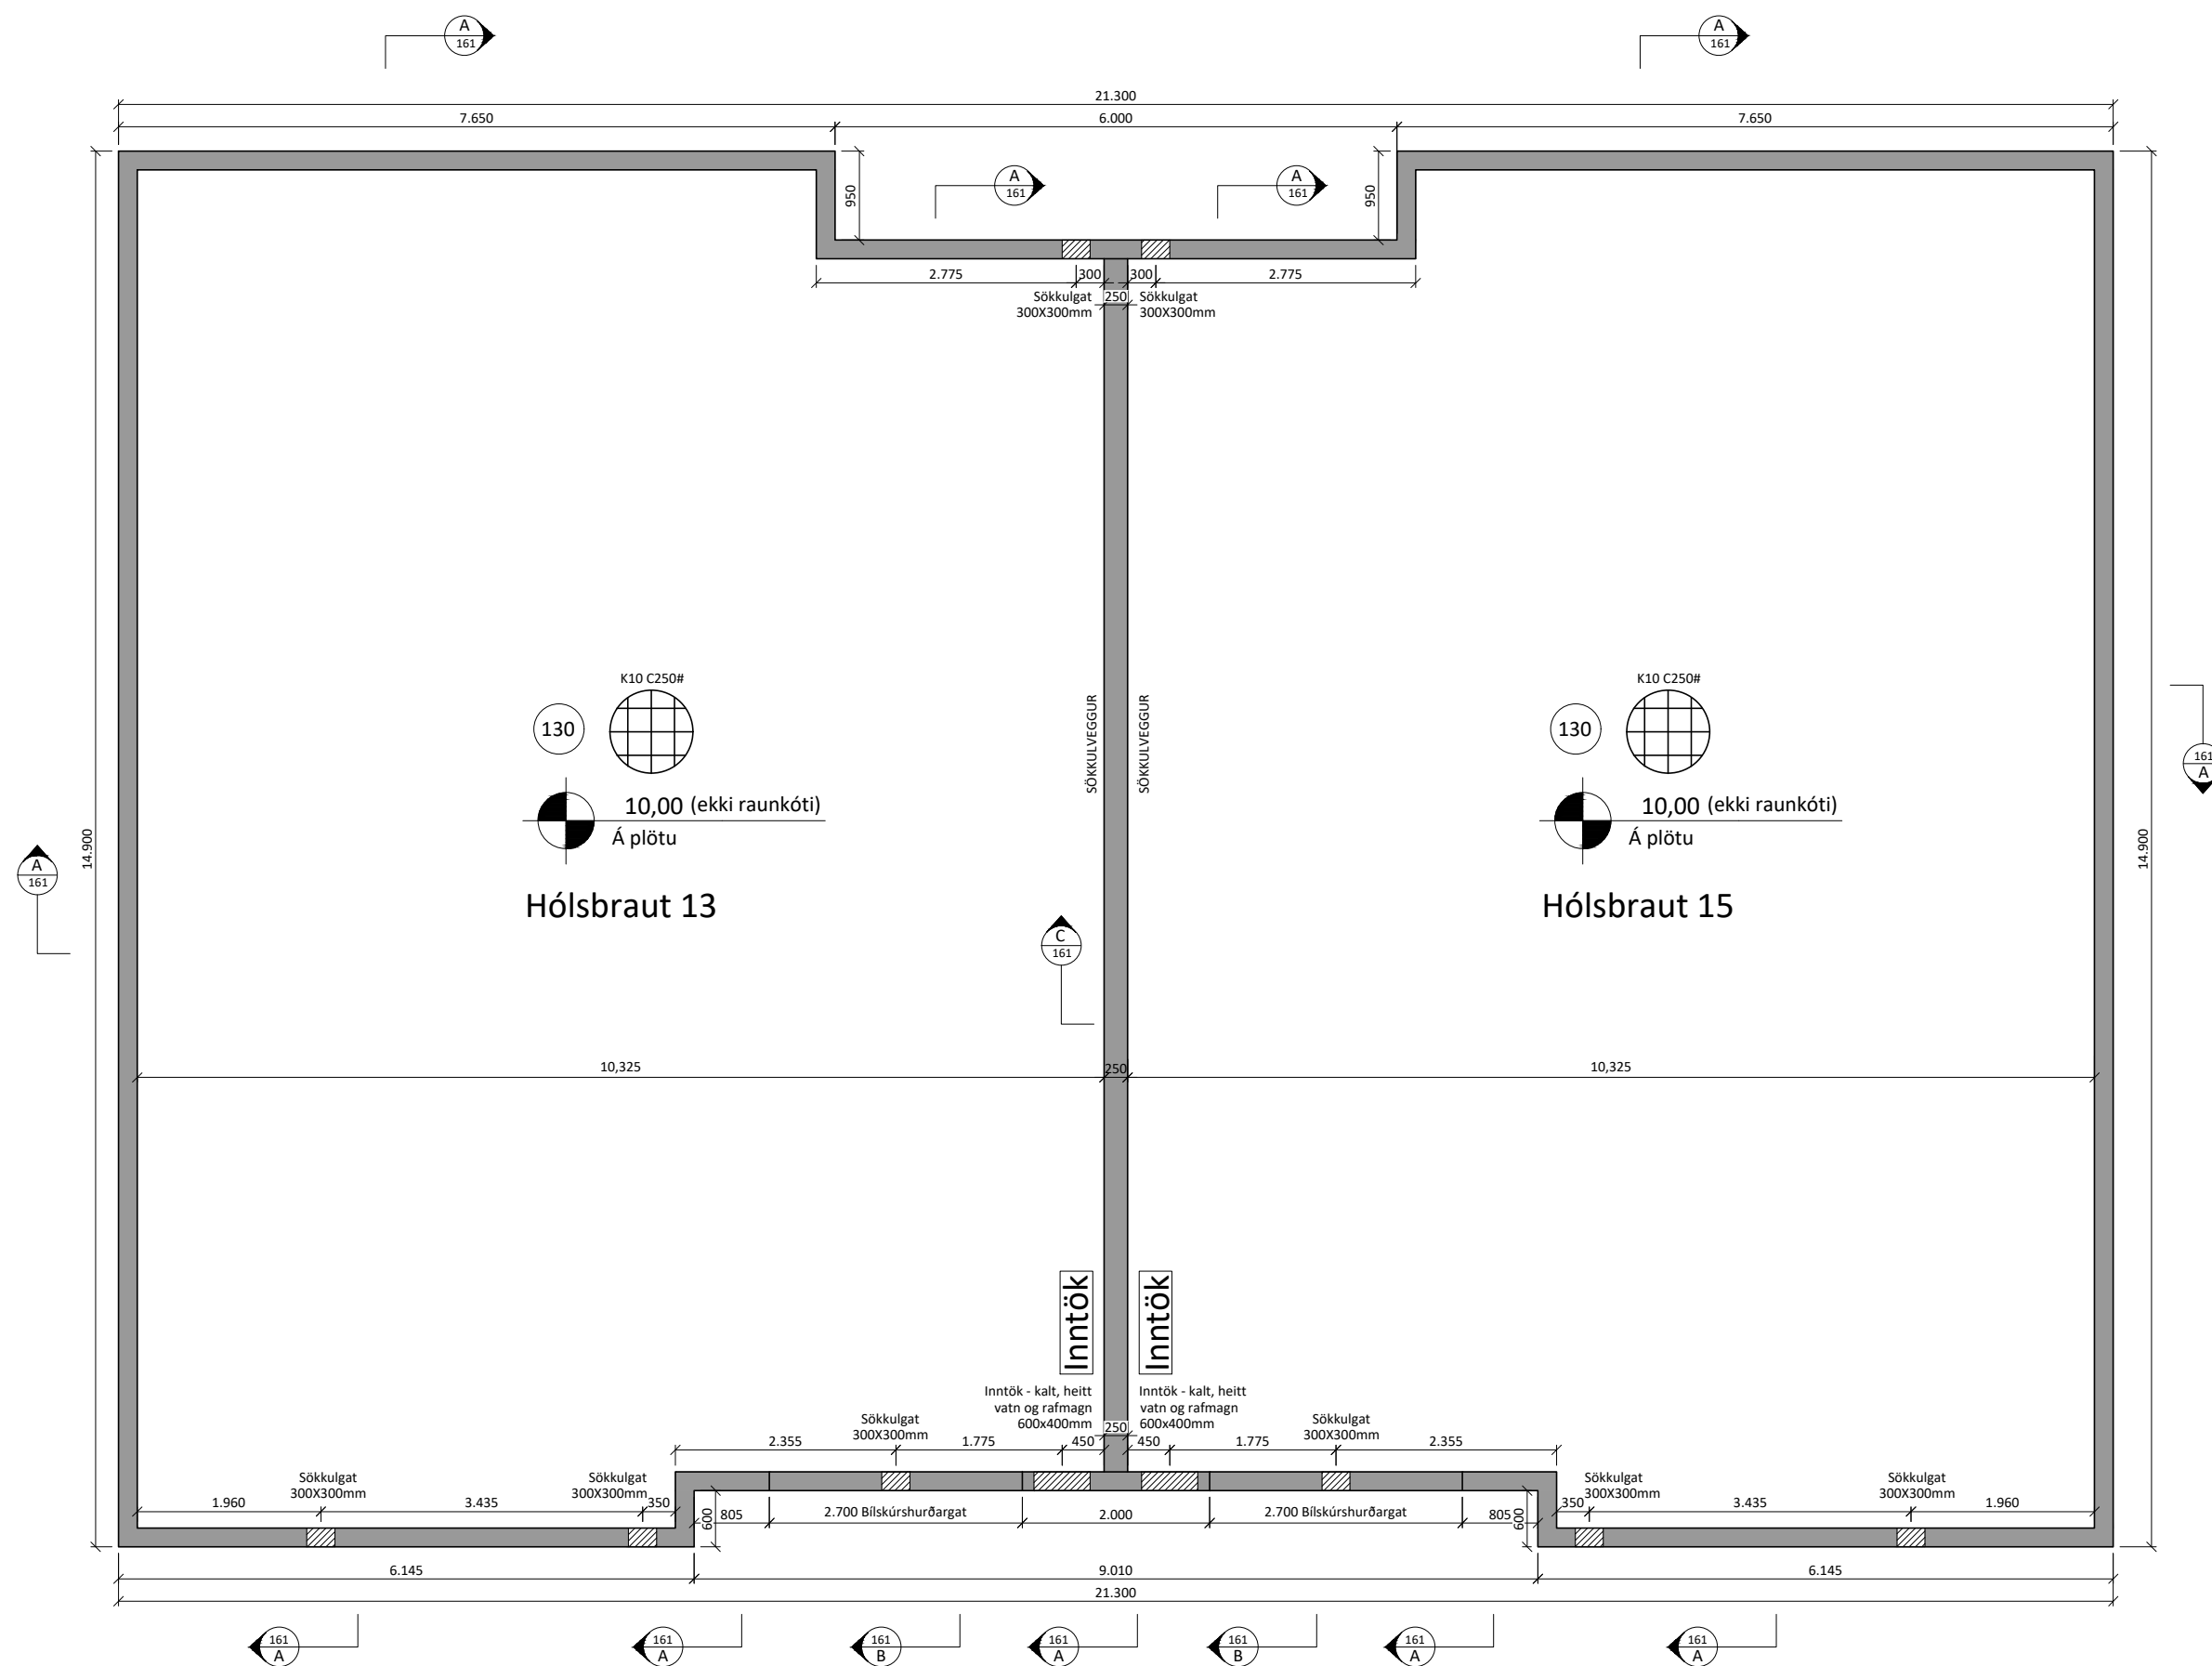 A
161
A
161
21.300
7.650
6.000
7.650
A
161
A
161
950
950
2.775
300
300
2.775
Sökkulgat
300X300mm
250
Sökkulgat
300X300mm
SÖKKULVEGGUR
SÖKKULVEGGUR
K10 C250#
130
10,00 (ekki raunkóti)
Á plötu
Hólsbraut 13
K10 C250#
130
10,00 (ekki raunkóti)
Á plötu
Hólsbraut 15
161
A
14.900
14.900
A
161
C
161
10,325
250
10,325
Inntök
Inntök
Inntök - kalt, heitt
vatn og rafmagn
600x400mm
Inntök - kalt, heitt
vatn og rafmagn
600x400mm
250
Sökkulgat
300X300mm
Sökkulgat
300X300mm
2.355
1.775
450
450
1.775
2.355
Sökkulgat
300X300mm
Sökkulgat
300X300mm
Sökkulgat
300X300mm
Sökkulgat
300X300mm
1.960
3.435
350
350
3.435
1.960
600
805
2.700 Bílskúrshurðargat
2.000
2.700 Bílskúrshurðargat
805
600
6.145
9.010
6.145
21.300
161
A
161
A
161
B
161
A
161
B
161
A
161
A